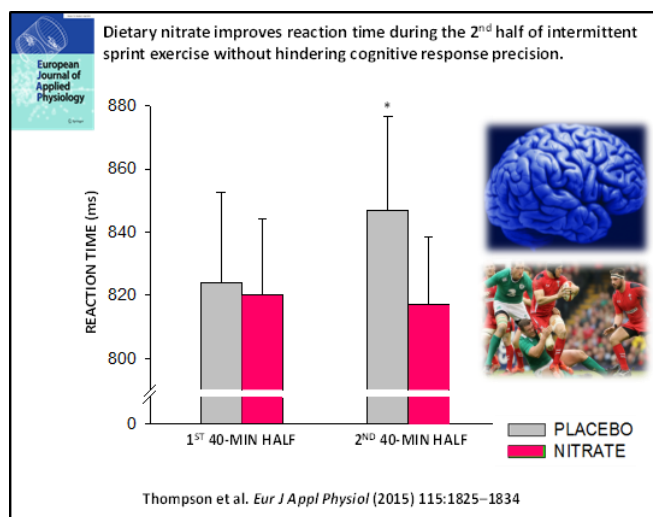 Dietary nitrate improves reaction time during the 2nd half of intermittent
sprint exercise without hindering cognitive response precision.
European
Journal of
Applied
Physiology
880
860
840
820
800
0
REACTION TIME (ms)
*
1ST 40-MIN HALF
2ND 40-MIN HALF
PLACEBO
NITRATE
Thompson et al. Eur J Appl Physiol (2015) 115:1825–1834